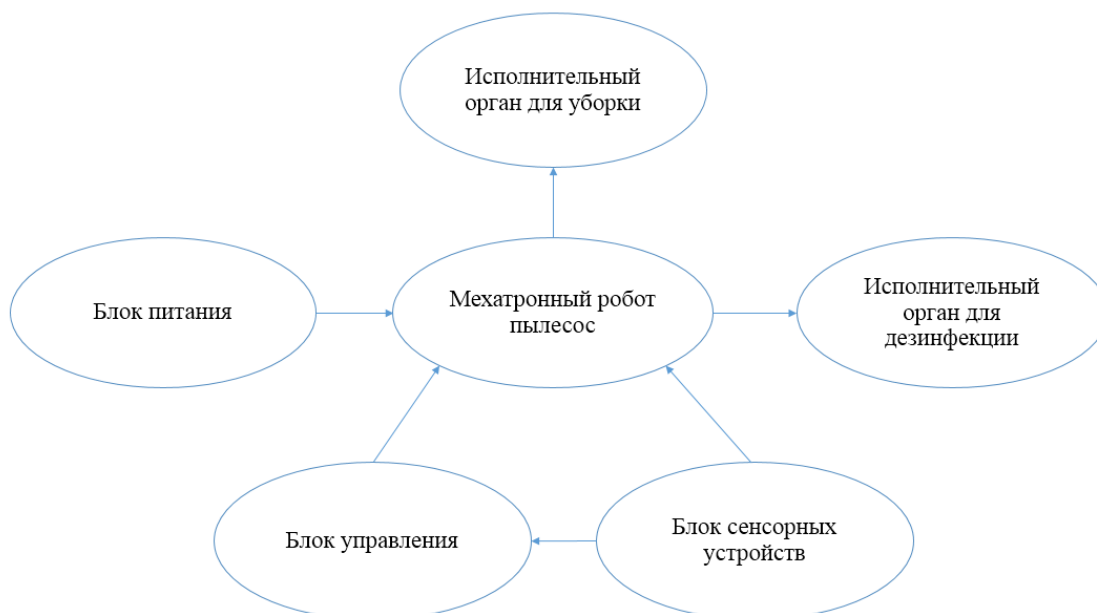 Исполнительный
орган для уборки
Блок питания
Мехатронный робот
пылесос
Исполнительный
орган для
дезинфекции
Блок управления
Блок сенсорных
устройств